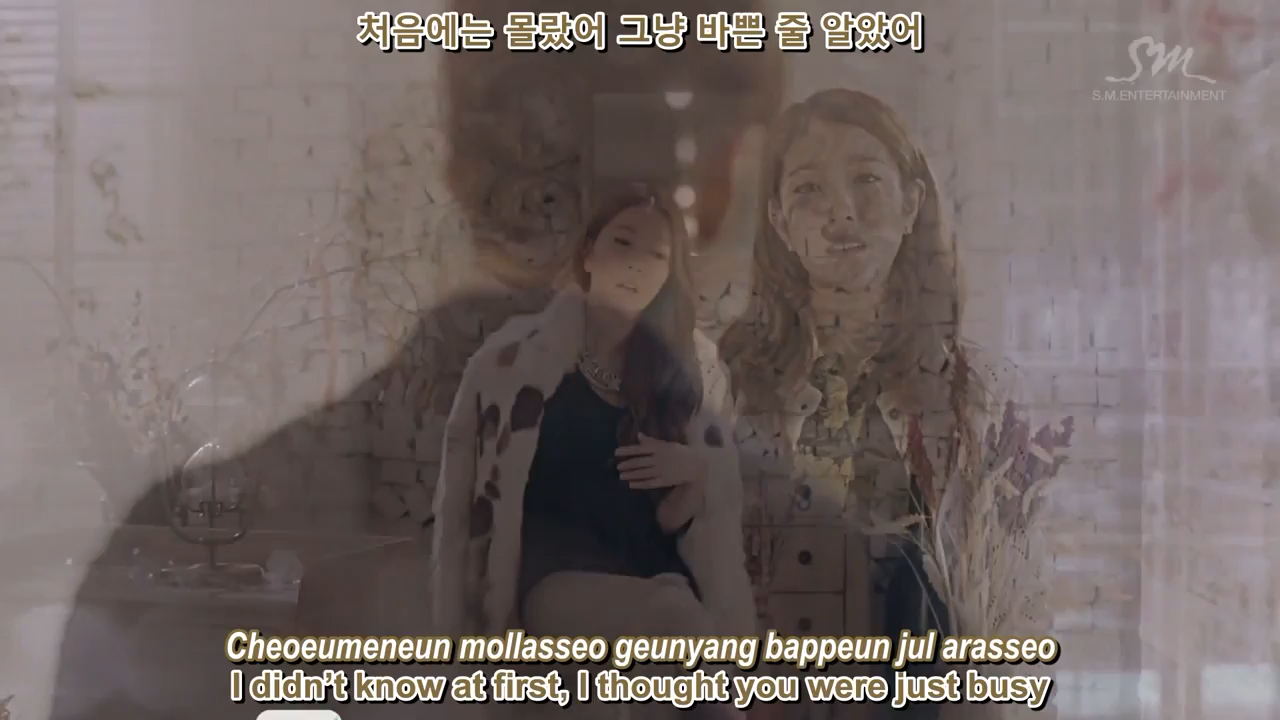 처음에는 몰랐어 그냥 바쁜 줄 알았어
SM
S.M.ENTERTAINMENT
Cheoeumeneun mollasseo geunyang bappeun jul arasseo
I didn't know at first, I thought you were just busy